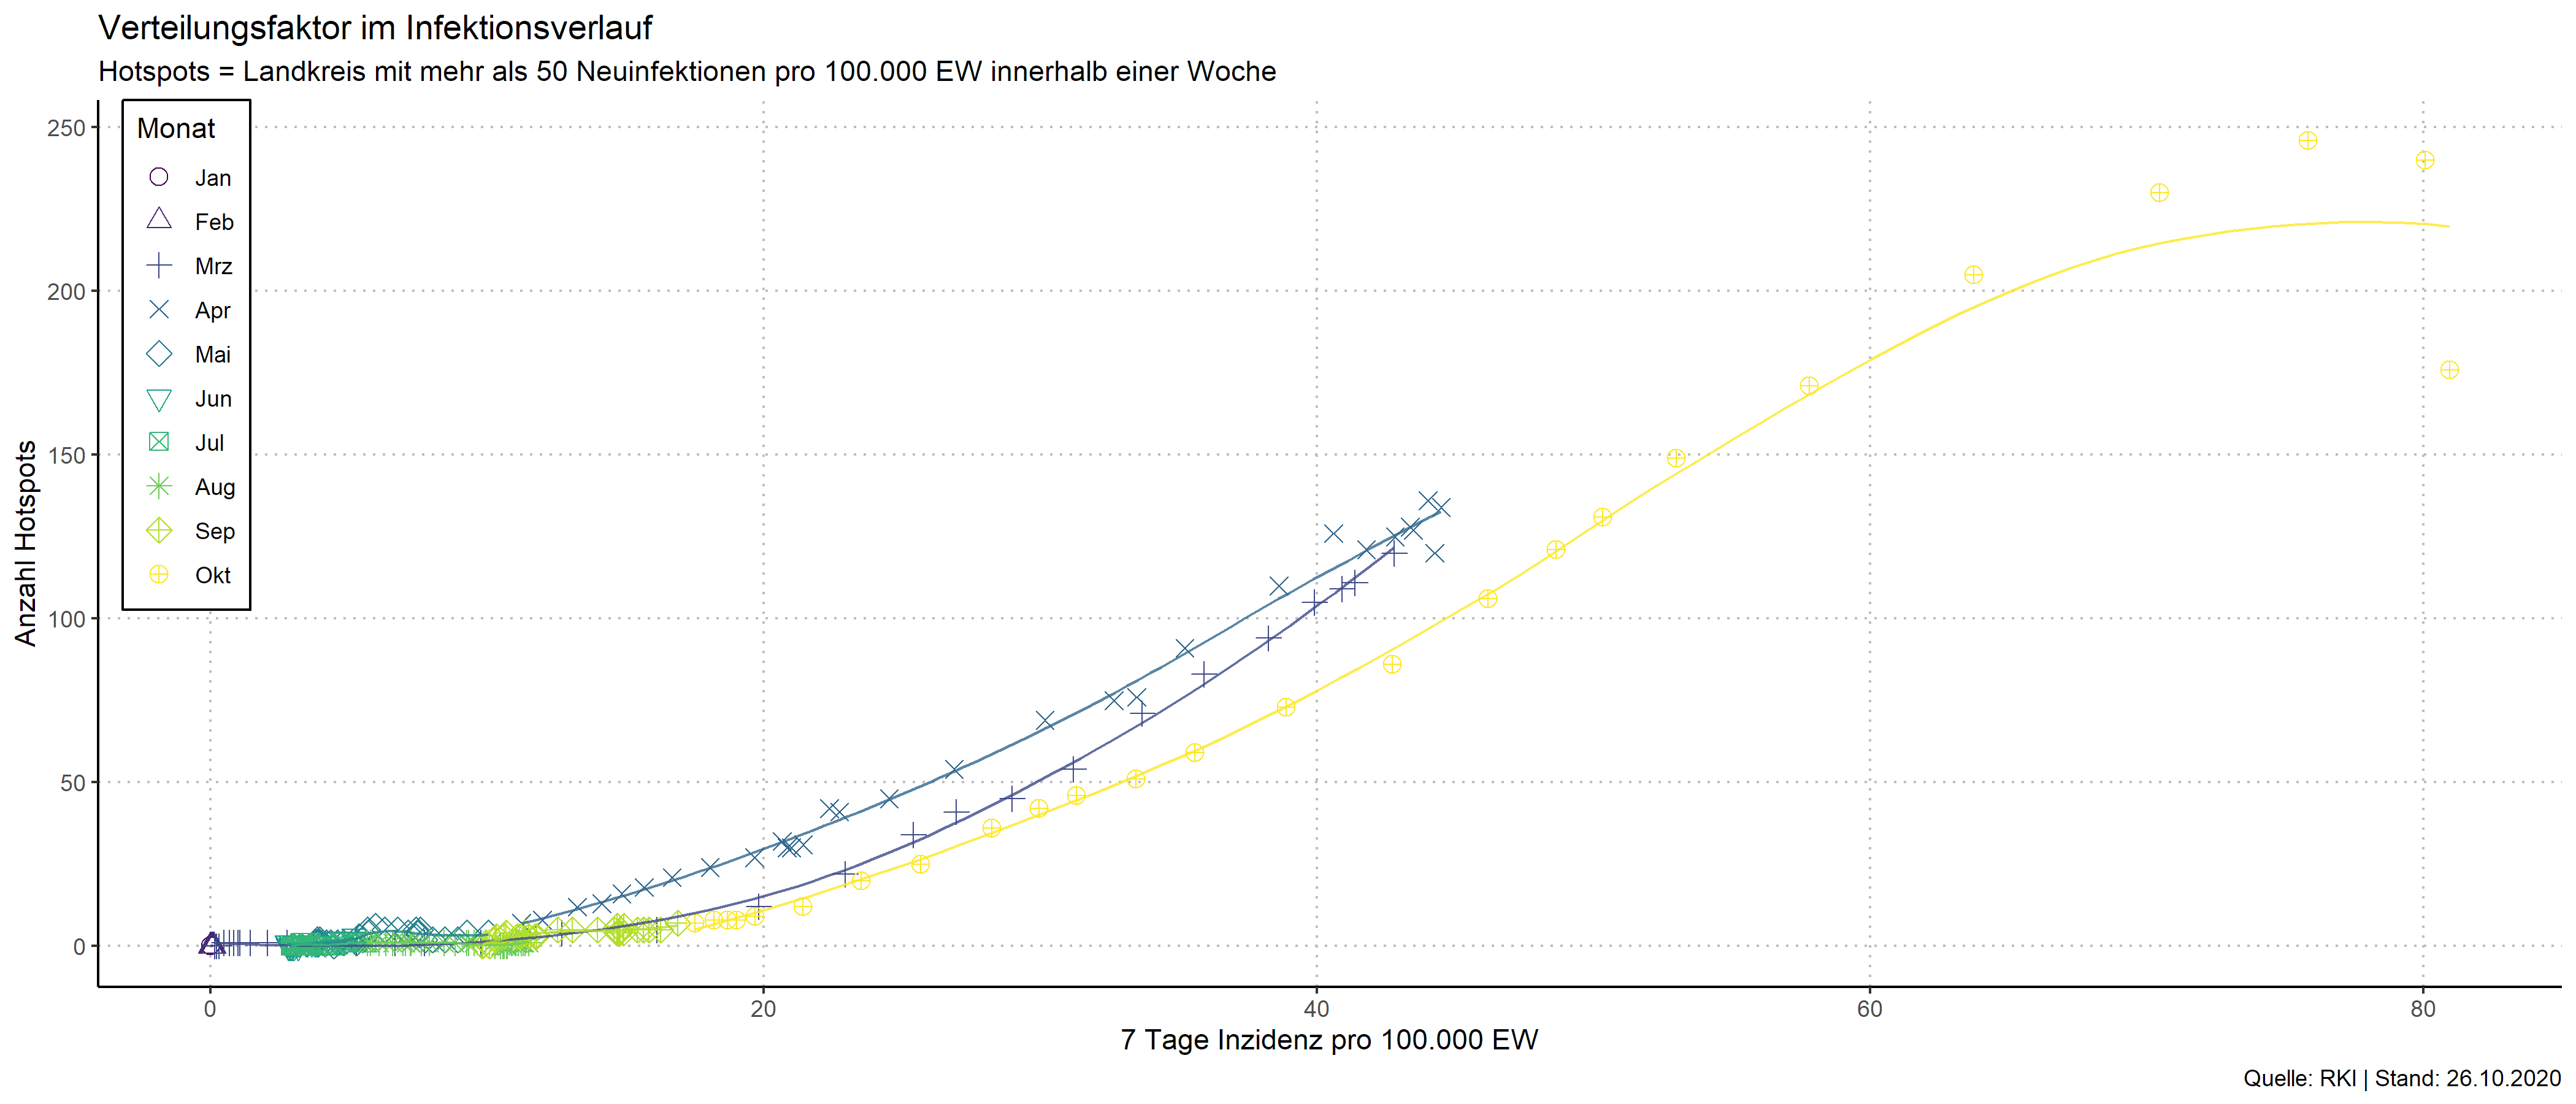 Verteilungsfaktor im Infektionsverlauf
Hotspots = Landkreis mit mehr als 50 Neuinfektionen pro 100.000 EW innerhalb einer Woche
Monat
Jan
Feb
Mrz
Apr
Mai
Jun
Jul
Aug
Sep
Okt
Anzahl Hotspots
250
200
150
100
50
0
0 20 40 60 80
7 Tage Inzidenz pro 100.000 EW
Quelle: RKI | Stand: 26.10.2020